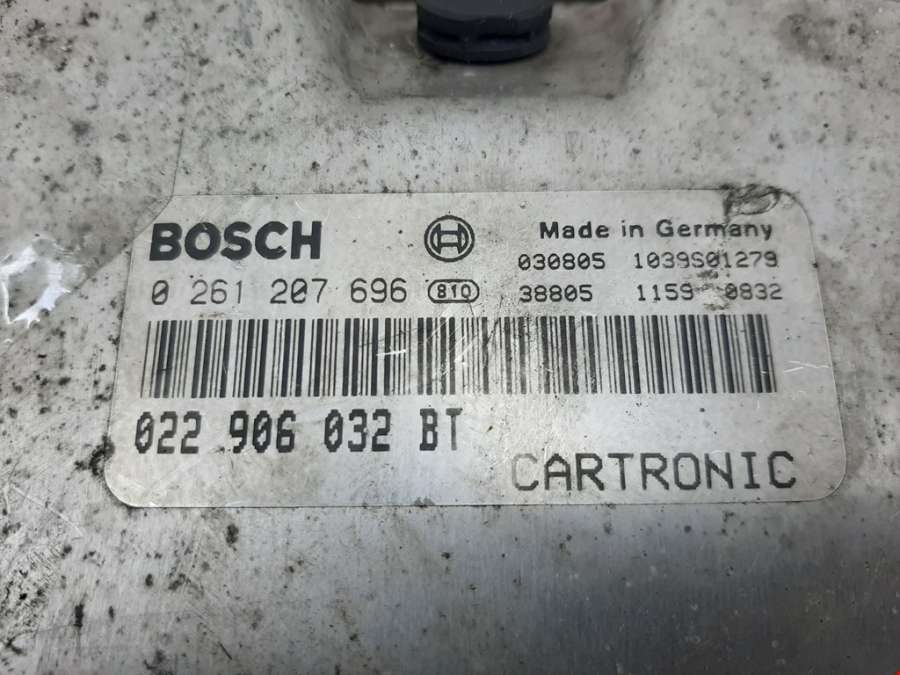 BOSCH
Made in Germany
030805 1039S01279
0 261 207 696 810
38805 1159 0832
022 906 032 BT
CARTRONIC